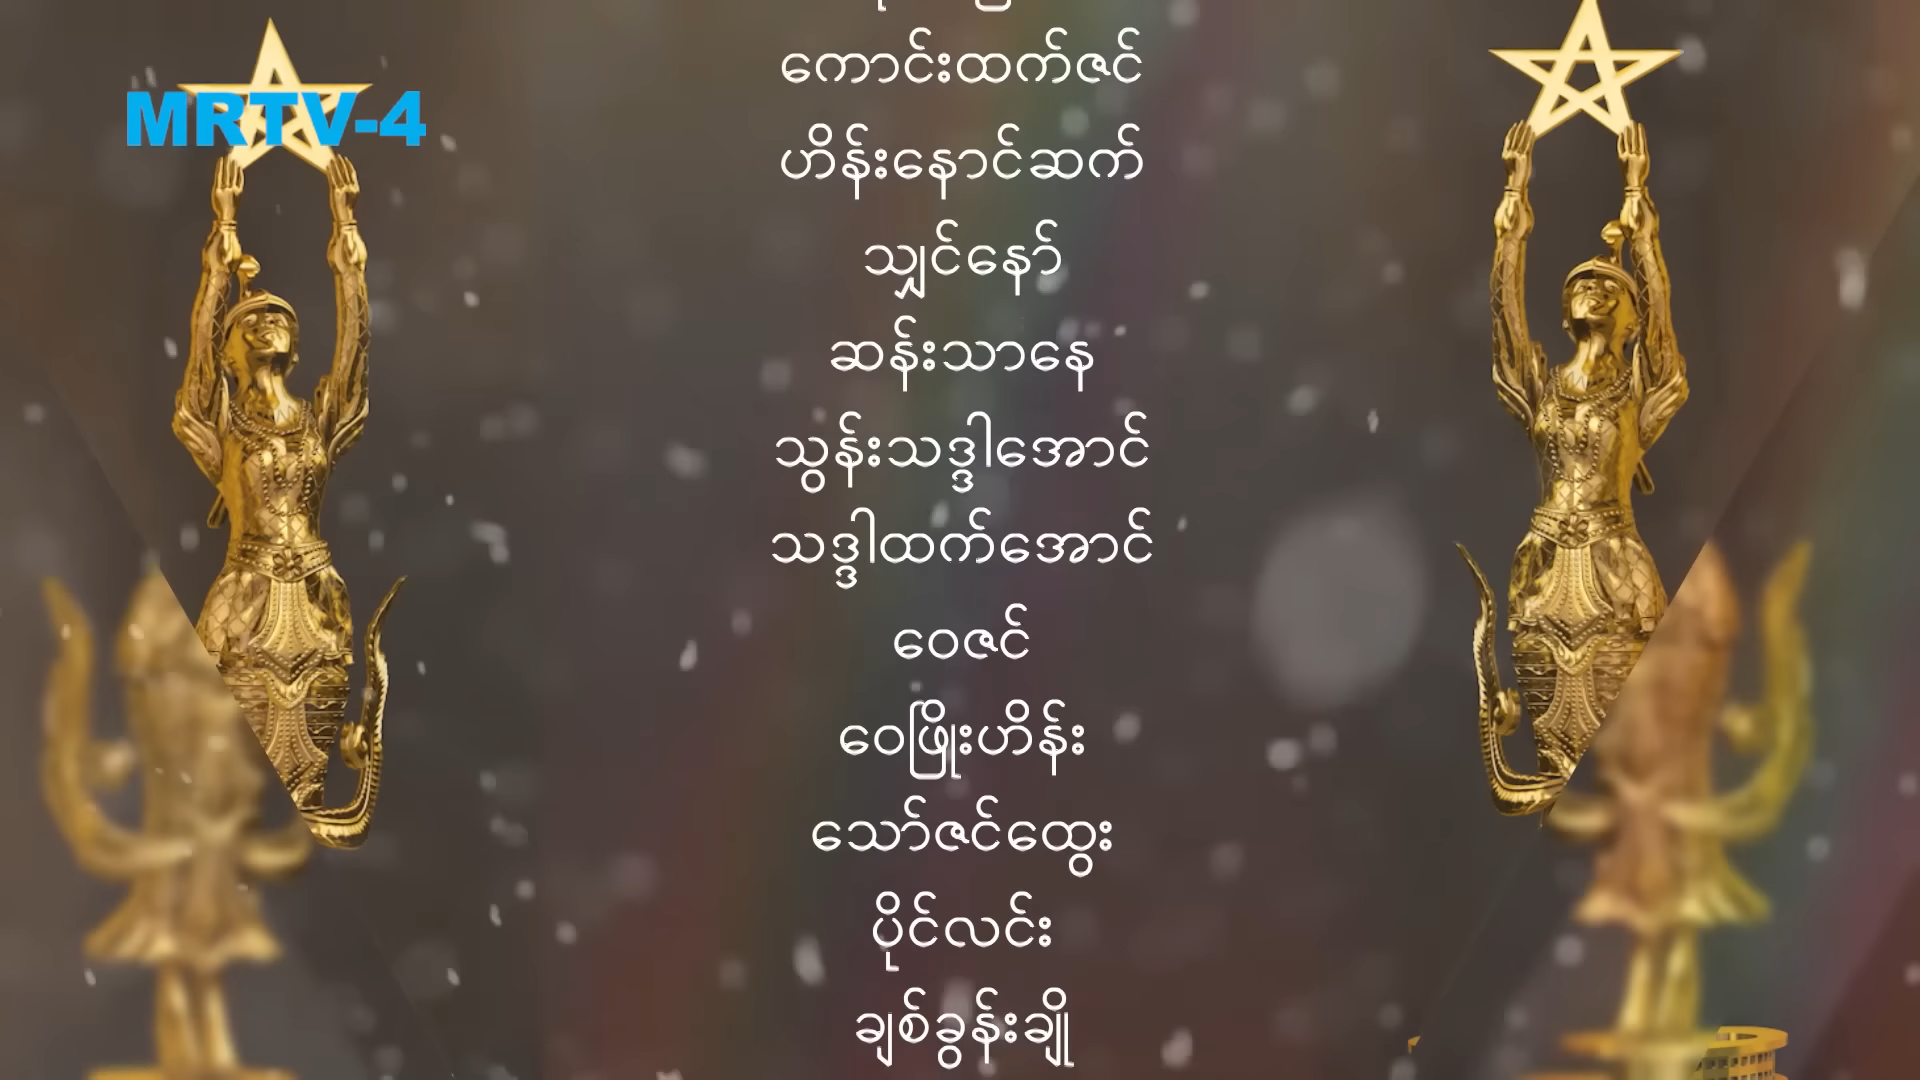 MRTV-4
ကောင်းထက်ဇင်
ဟိန်းနောင်ဆက်
သျှင်နော်
ဆန်းသာနေ
သွန်းသဒ္ဒါအောင်
သဒ္ဒါထက်အောင်
ဝေဇင်
ဝေဖြိုးဟိန်း
သော်ဇင်ထွေး
ပိုင်လင်း
ချစ်ခွန်းချို